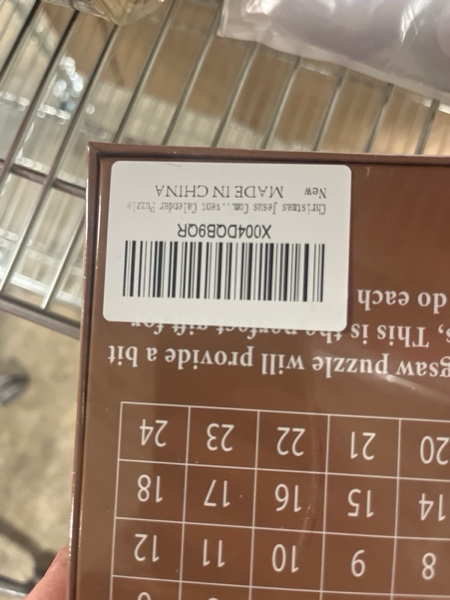 8 9 10 11 12
14 15 16 17 18
20 21 22 23 24
gsaw puzzle will provide a bit
s, This is the perfect gift for
do each
X004DQB9QR
Christmas Jesus Com...vent Calendar Puzzle
New MADE IN CHINA